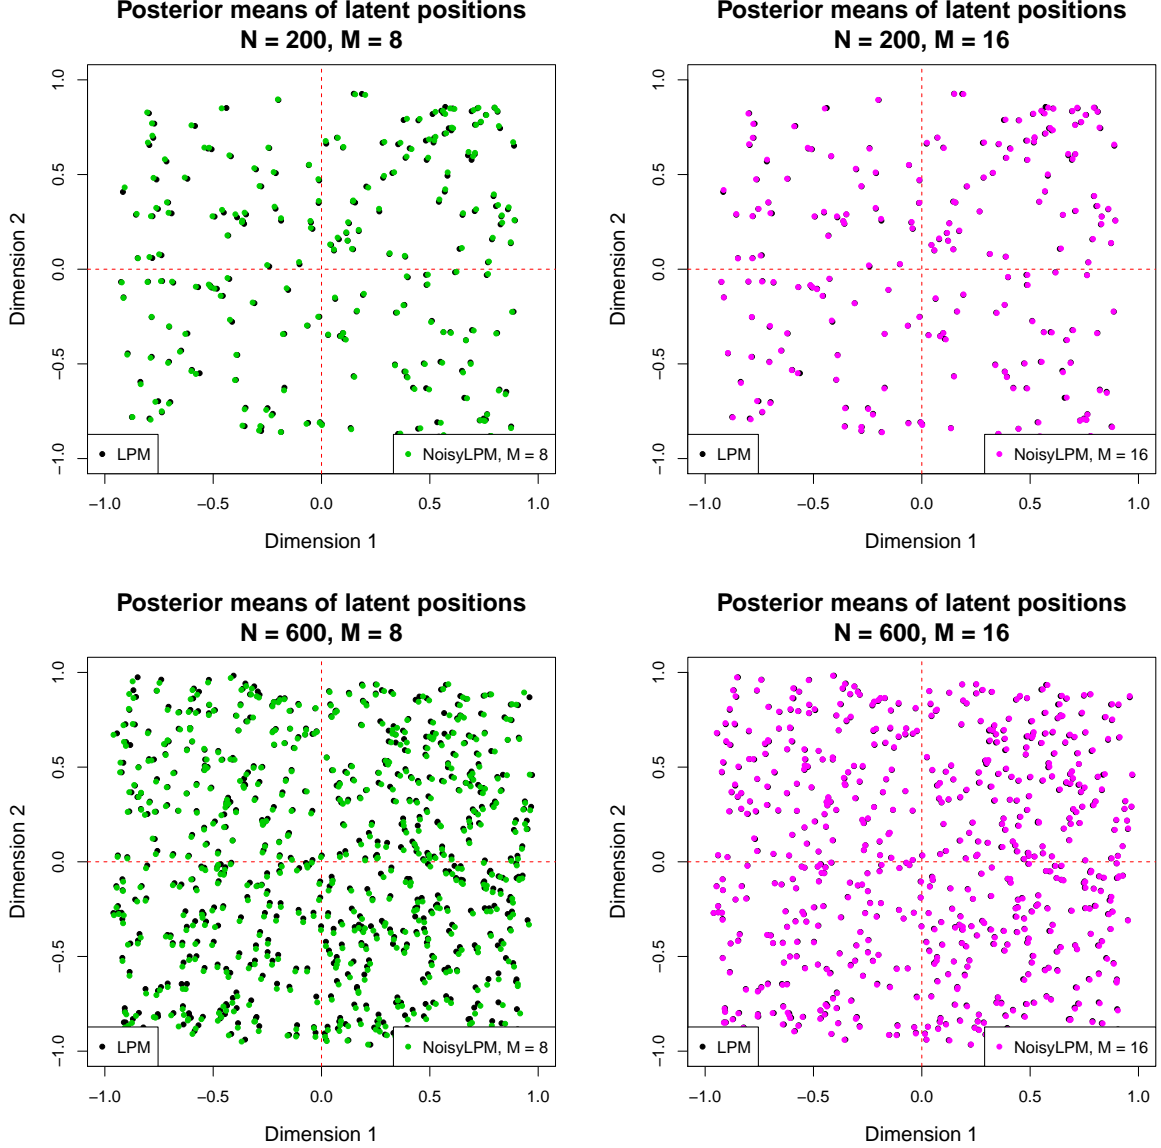 Posterior means of latent positions
N = 200, M = 8
1.0
0.5
0.0
−0.5
−1.0
Dimension 2
LPM
NoisyLPM, M = 8
−1.0 −0.5 0.0 0.5 1.0
Dimension 1
Posterior means of latent positions
N = 200, M = 16
1.0
0.5
0.0
−0.5
−1.0
Dimension 2
LPM
NoisyLPM, M = 16
−1.0 −0.5 0.0 0.5 1.0
Dimension 1
Posterior means of latent positions
N = 600, M = 8
1.0
0.5
0.0
−0.5
−1.0
Dimension 2
LPM
NoisyLPM, M = 8
−1.0 −0.5 0.0 0.5 1.0
Dimension 1
Posterior means of latent positions
N = 600, M = 16
1.0
0.5
0.0
−0.5
−1.0
Dimension 2
LPM
NoisyLPM, M = 16
−1.0 −0.5 0.0 0.5 1.0
Dimension 1